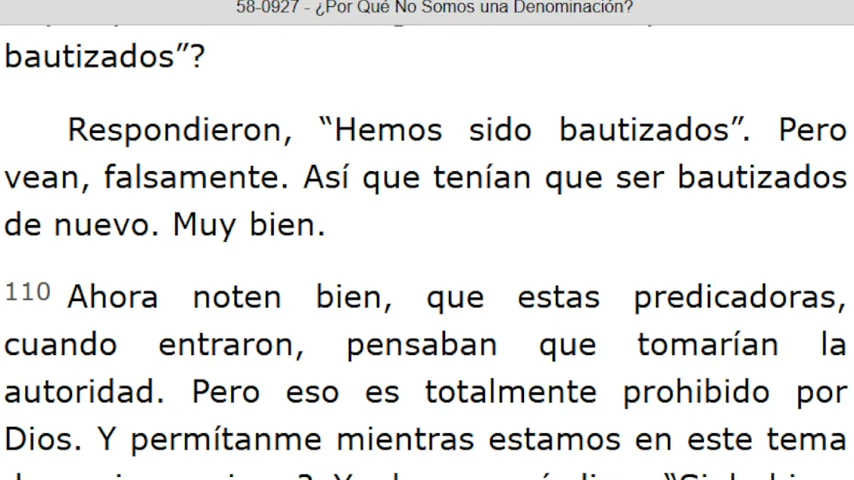 58-0927 - ¿Por Qué No Somos una Denominación?
bautizados”?
Respondieron, “Hemos sido bautizados”. Pero
vean, falsamente. Así que tenían que ser bautizados
de nuevo. Muy bien.
110 Ahora noten bien, que estas predicadoras,
cuando entraron, pensaban que tomarían la
autoridad. Pero eso es totalmente prohibido por
Dios. Y permítanme mientras estamos en este tema